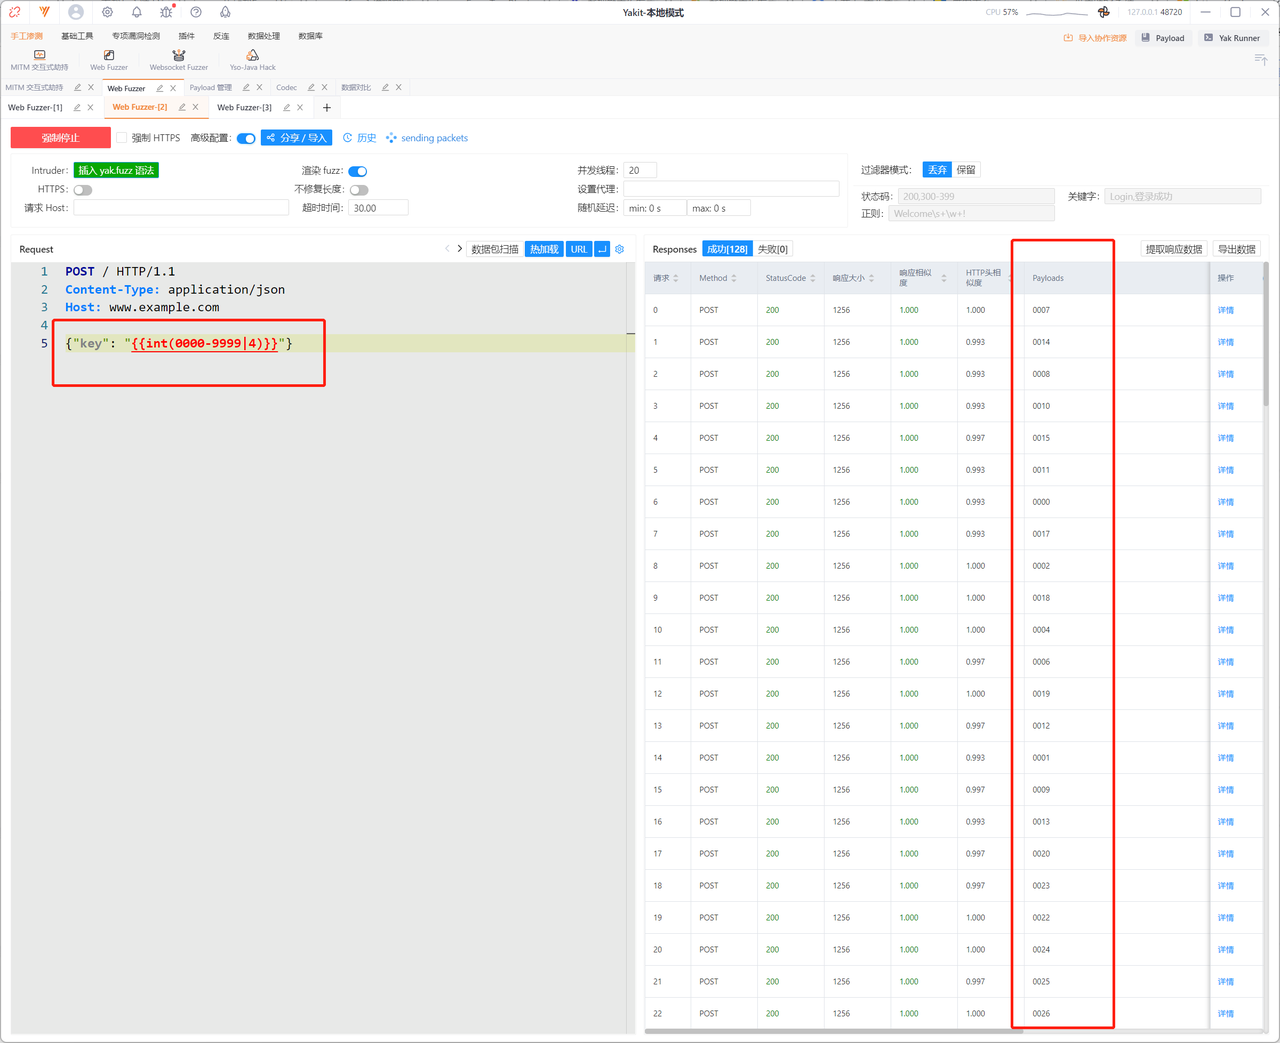 Yakit-本地模式
CPU 57%
127.0.0.1 48720
手工渗测 基础工具 专项漏洞检测 插件 反连 数据处理 数据库
导入协作资源 Payload Yak Runner
MITM 交互式劫持 Web Fuzzer Websocket Fuzzer Yso-Java Hack
MITM 交互式劫持 Web Fuzzer Payload 管理 Codec 数据对比
Web Fuzzer-[1] Web Fuzzer-[2] Web Fuzzer-[3] +
强制停止 强制 HTTPS 高级配置: 分享 / 导入 历史 sending packets
Intruder: 插入 yak.fuzz 语法 渲染 fuzz: 并发线程: 20 过滤器模式: 丢弃 保留
HTTPS: 不修复长度: 设置代理: 状态码: 200,300-399 关键字: Login,登录成功
请求 Host: 超时时间: 30.00 随机延迟: min: 0 s max: 0 s 正则: Welcome\s+\w+!
Request 数据包扫描 热加载 URL
1 POST / HTTP/1.1
2 Content-Type: application/json
3 Host: www.example.com
4
5 {"key": "{{int(0000-9999|4)}}"}
Responses 成功[128] 失败[0] 提取响应数据 导出数据
请求 Method StatusCode 响应大小 响应相似度 HTTP头相似度 Payloads 操作
0 POST 200 1256 1.000 1.000 0007 详情
1 POST 200 1256 1.000 0.993 0014 详情
2 POST 200 1256 1.000 0.993 0008 详情
3 POST 200 1256 1.000 0.993 0010 详情
4 POST 200 1256 1.000 0.997 0015 详情
5 POST 200 1256 1.000 0.993 0011 详情
6 POST 200 1256 1.000 0.993 0000 详情
7 POST 200 1256 1.000 0.993 0017 详情
8 POST 200 1256 1.000 1.000 0002 详情
9 POST 200 1256 1.000 1.000 0018 详情
10 POST 200 1256 1.000 1.000 0004 详情
11 POST 200 1256 1.000 0.997 0006 详情
12 POST 200 1256 1.000 1.000 0019 详情
13 POST 200 1256 1.000 0.997 0012 详情
14 POST 200 1256 1.000 0.993 0001 详情
15 POST 200 1256 1.000 0.997 0009 详情
16 POST 200 1256 1.000 0.993 0013 详情
17 POST 200 1256 1.000 0.997 0020 详情
18 POST 200 1256 1.000 0.997 0023 详情
19 POST 200 1256 1.000 1.000 0022 详情
20 POST 200 1256 1.000 1.000 0024 详情
21 POST 200 1256 1.000 0.997 0025 详情
22 POST 200 1256 1.000 1.000 0026 详情